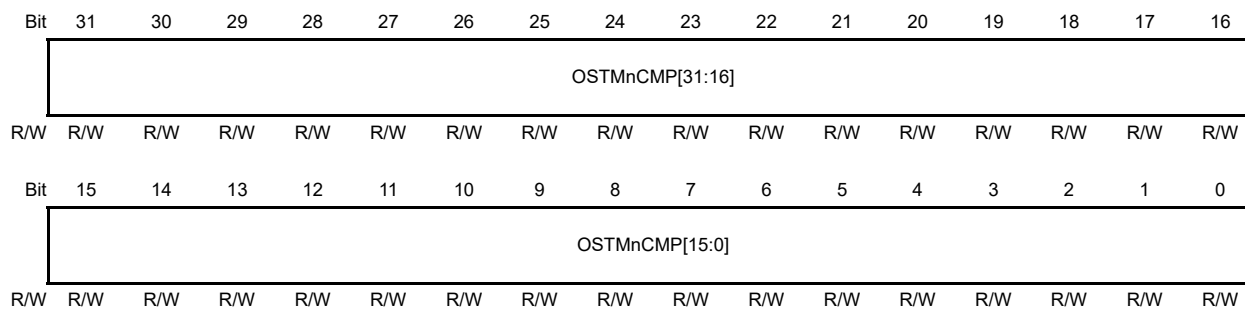 Bit 31 30 29 28 27 26 25 24 23 22 21 20 19 18 17 16
OSTMnCMP[31:16]
R/W R/W R/W R/W R/W R/W R/W R/W R/W R/W R/W R/W R/W R/W R/W R/W R/W
Bit 15 14 13 12 11 10 9 8 7 6 5 4 3 2 1 0
OSTMnCMP[15:0]
R/W R/W R/W R/W R/W R/W R/W R/W R/W R/W R/W R/W R/W R/W R/W R/W R/W